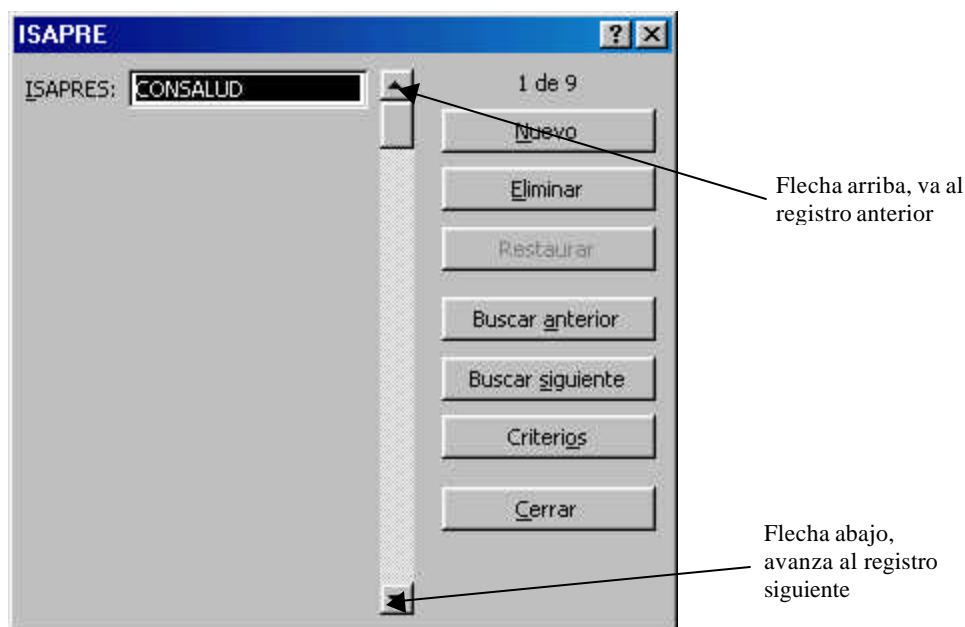 ISAPRE
ISAPRES: CONSALUD
1 de 9
Nuevo
Eliminar
Restaurar
Buscar anterior
Buscar siguiente
Criterios
Cerrar
Flecha arriba, va al
registro anterior
Flecha abajo,
avanza al registro
siguiente